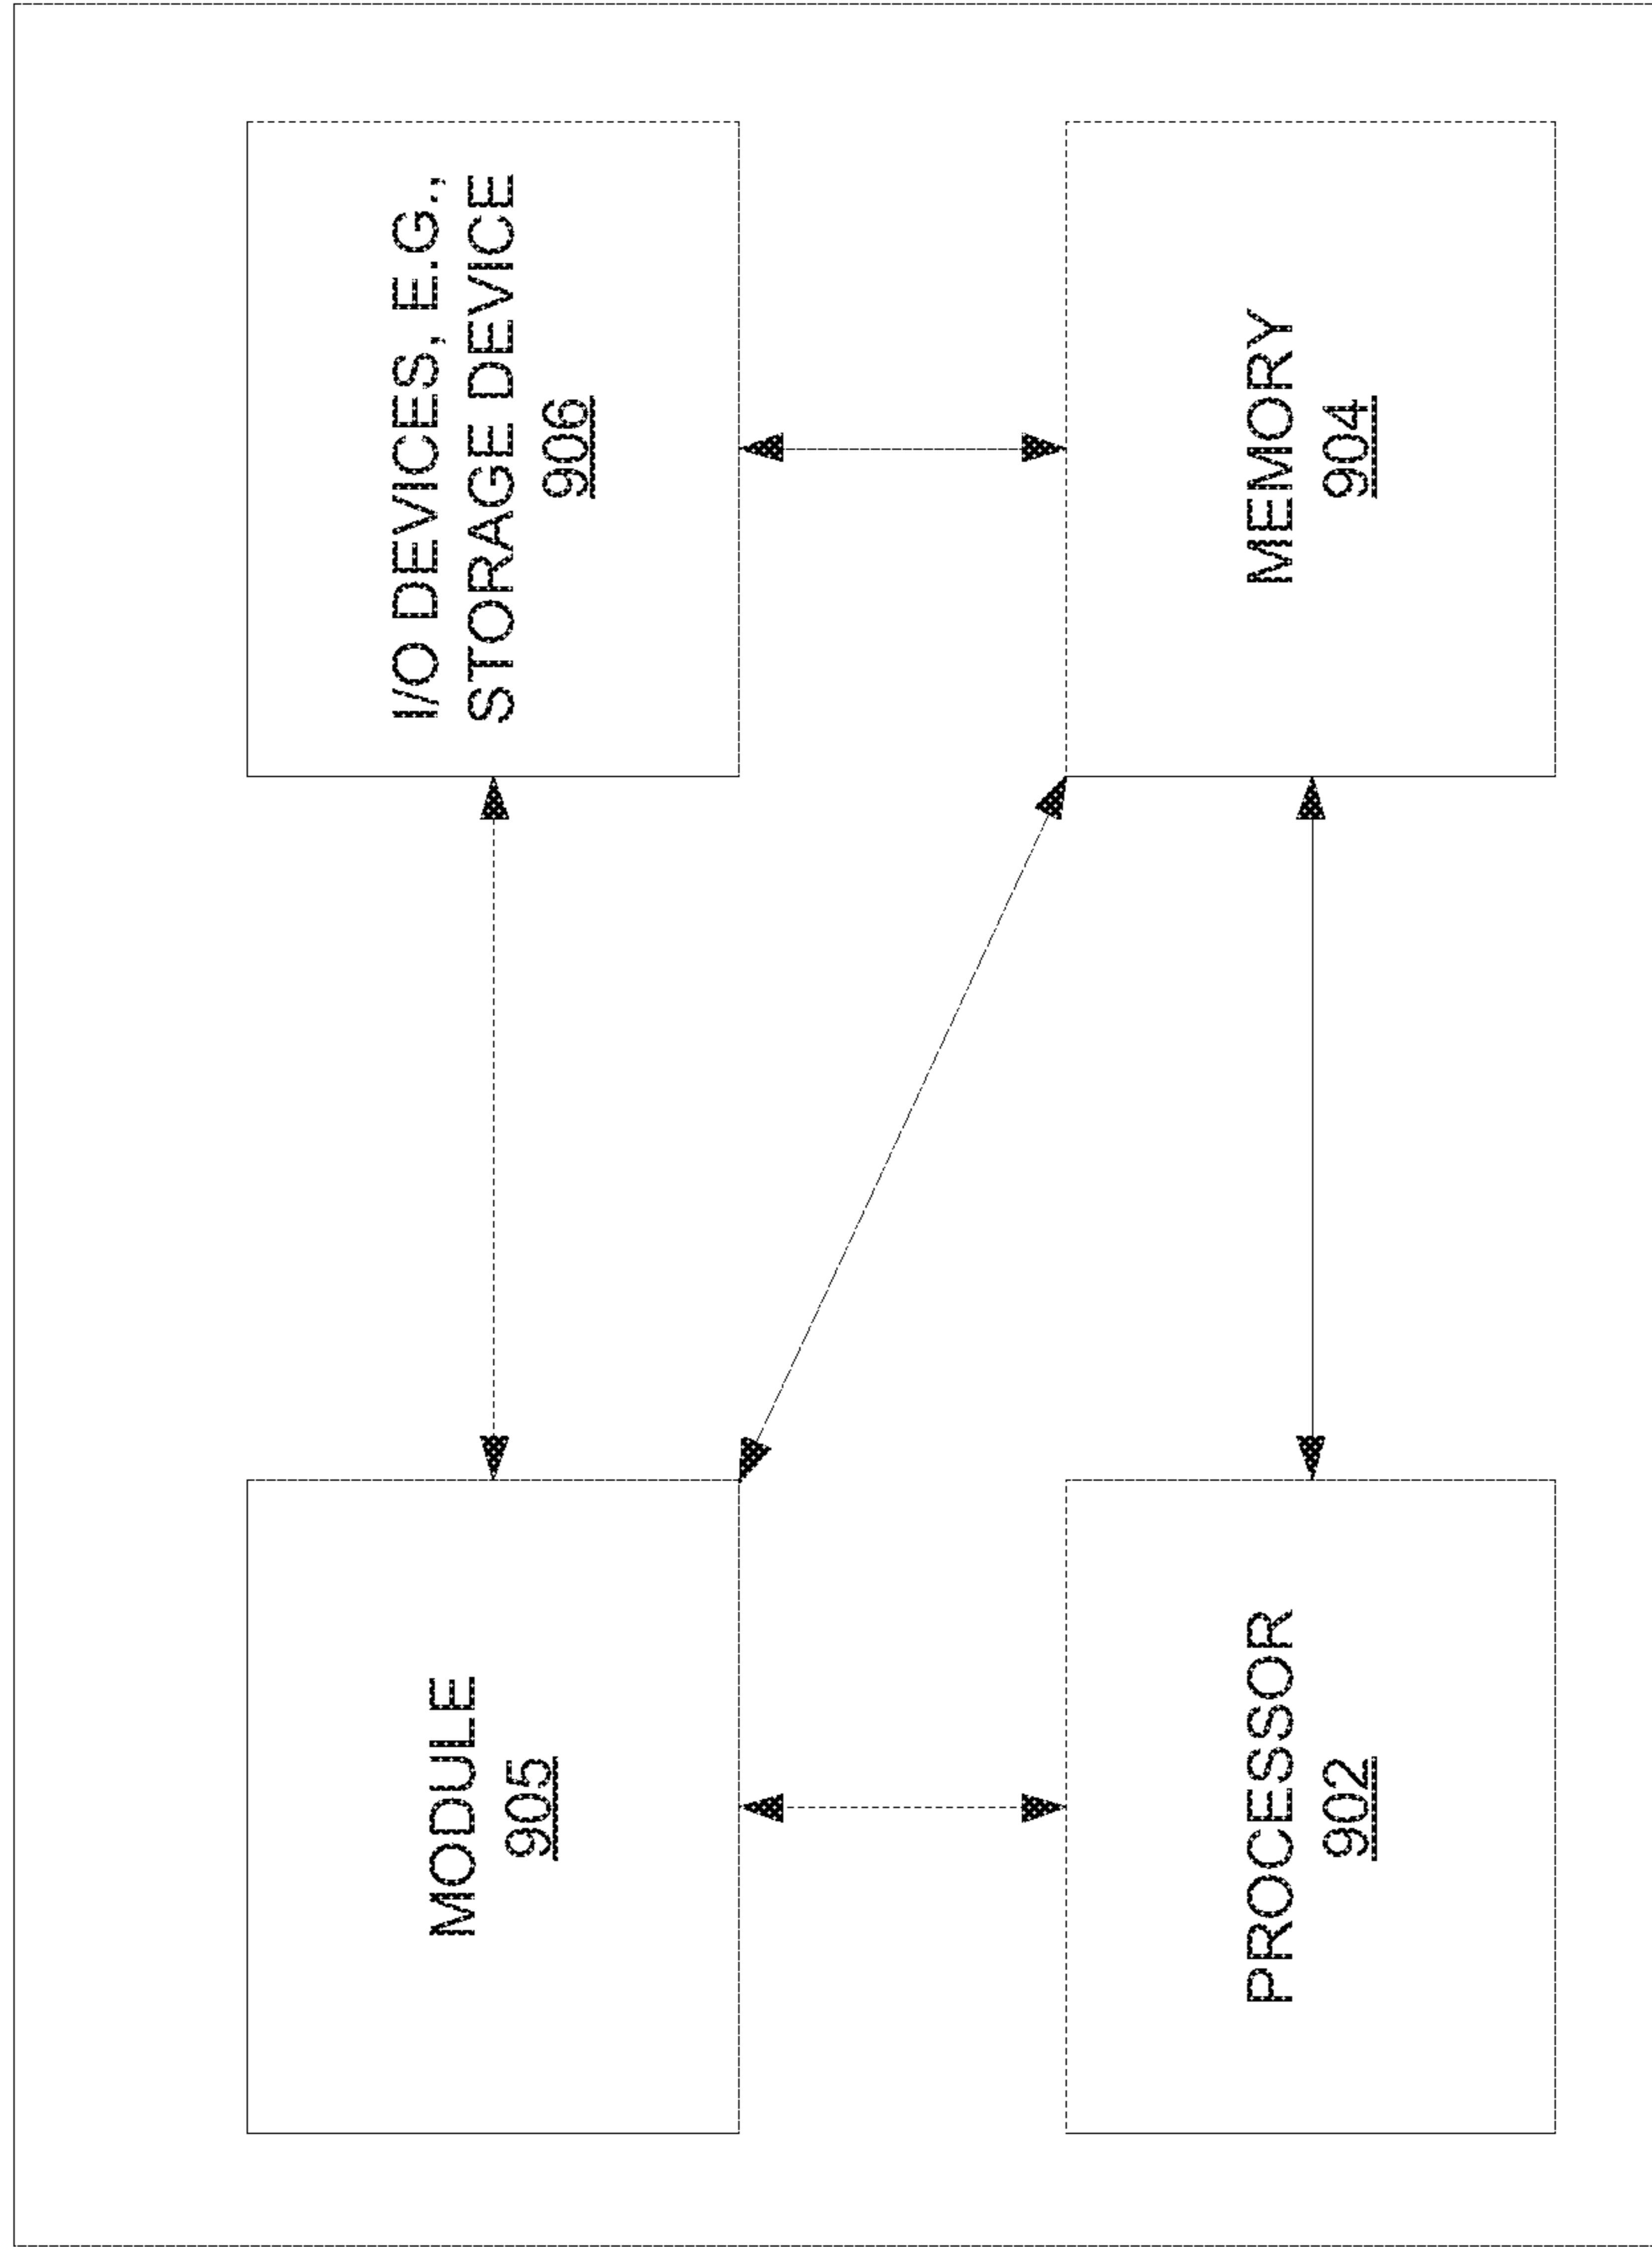 MODULE
905
I/O DEVICES, E.G.,
STORAGE DEVICE
906
PROCESSOR
902
MEMORY
904